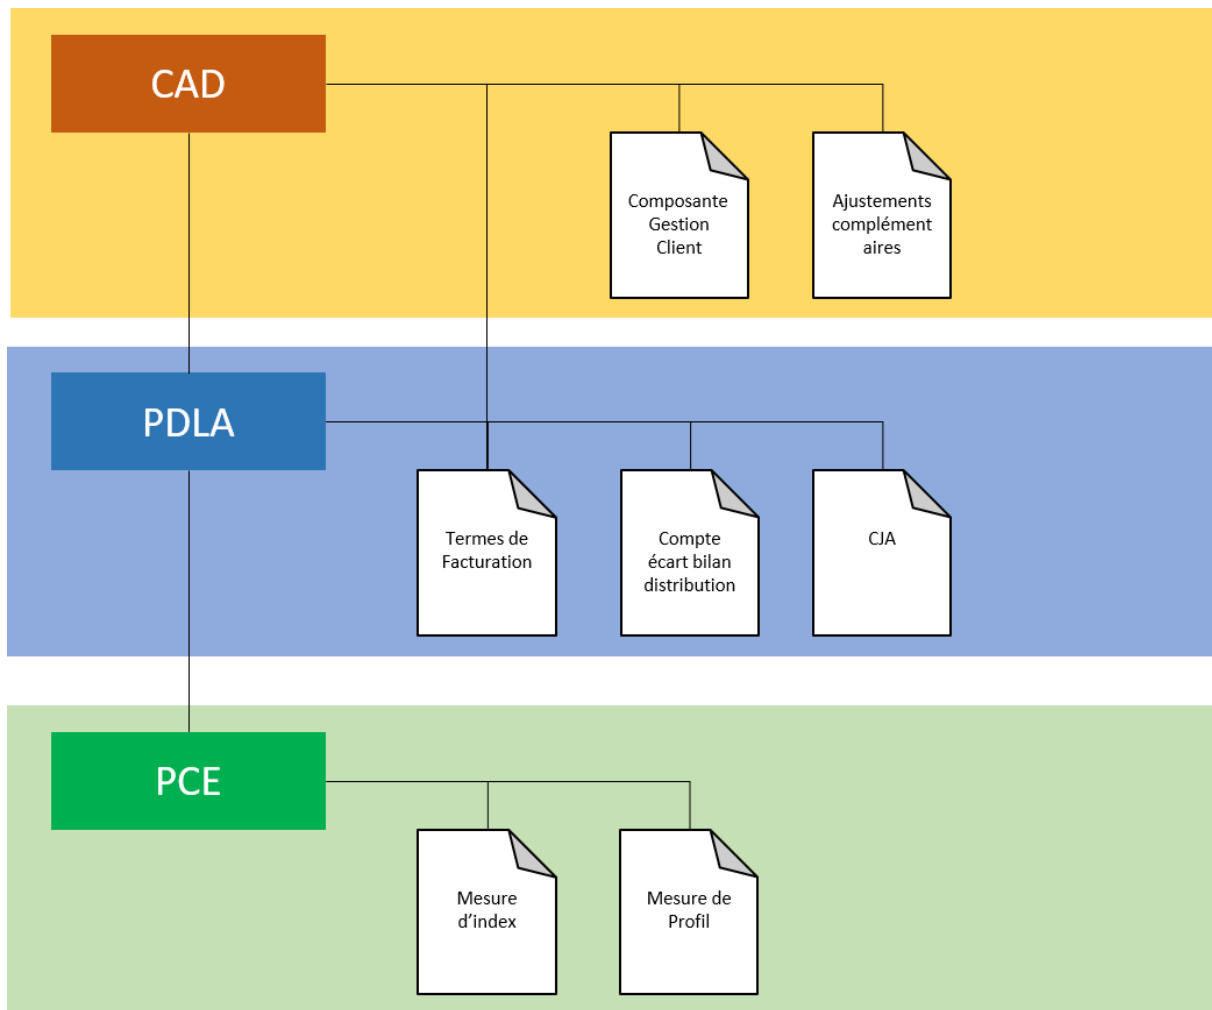 CAD
Composante
Gestion
Client
Ajustements
complément
aires
PDLA
Termes de
Facturation
Compte
écart bilan
distribution
CJA
PCE
Mesure
d’index
Mesure de
Profil